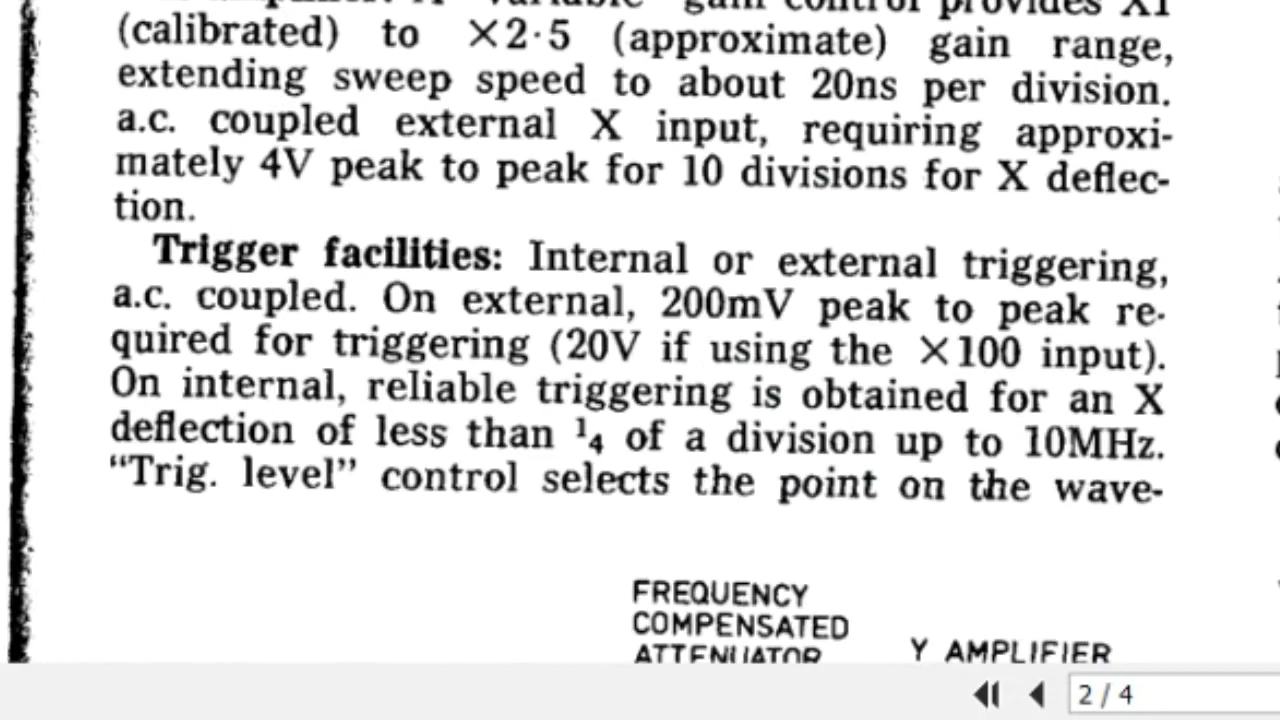 (calibrated) to ×2·5 (approximate) gain range,
extending sweep speed to about 20ns per division.
a.c. coupled external X input, requiring approxi-
mately 4V peak to peak for 10 divisions for X deflec-
tion.
Trigger facilities: Internal or external triggering,
a.c. coupled. On external, 200mV peak to peak re-
quired for triggering (20V if using the ×100 input).
On internal, reliable triggering is obtained for an X
deflection of less than ¼ of a division up to 10MHz.
"Trig. level" control selects the point on the wave-
FREQUENCY
COMPENSATED
ATTENUATOR
Y AMPLIFIER
2 / 4